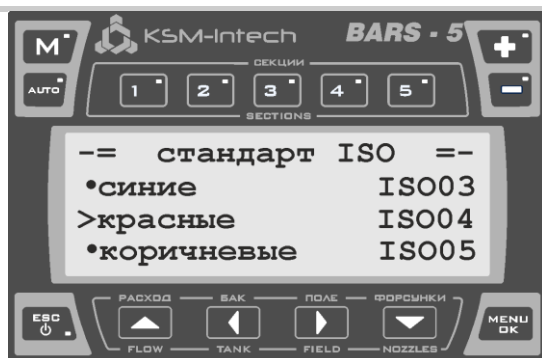 M
KSM-Intech
BARS - 5
+
AUTO
СЕКЦИИ
1 2 3 4 5
SECTIONS
-
-= стандарт ISO =-
•синие ISO03
>красные ISO04
•коричневые ISO05
ESC
РАСХОД БАК ПОЛЕ ФОРСУНКИ
FLOW TANK FIELD NOZZLES
MENU
OK